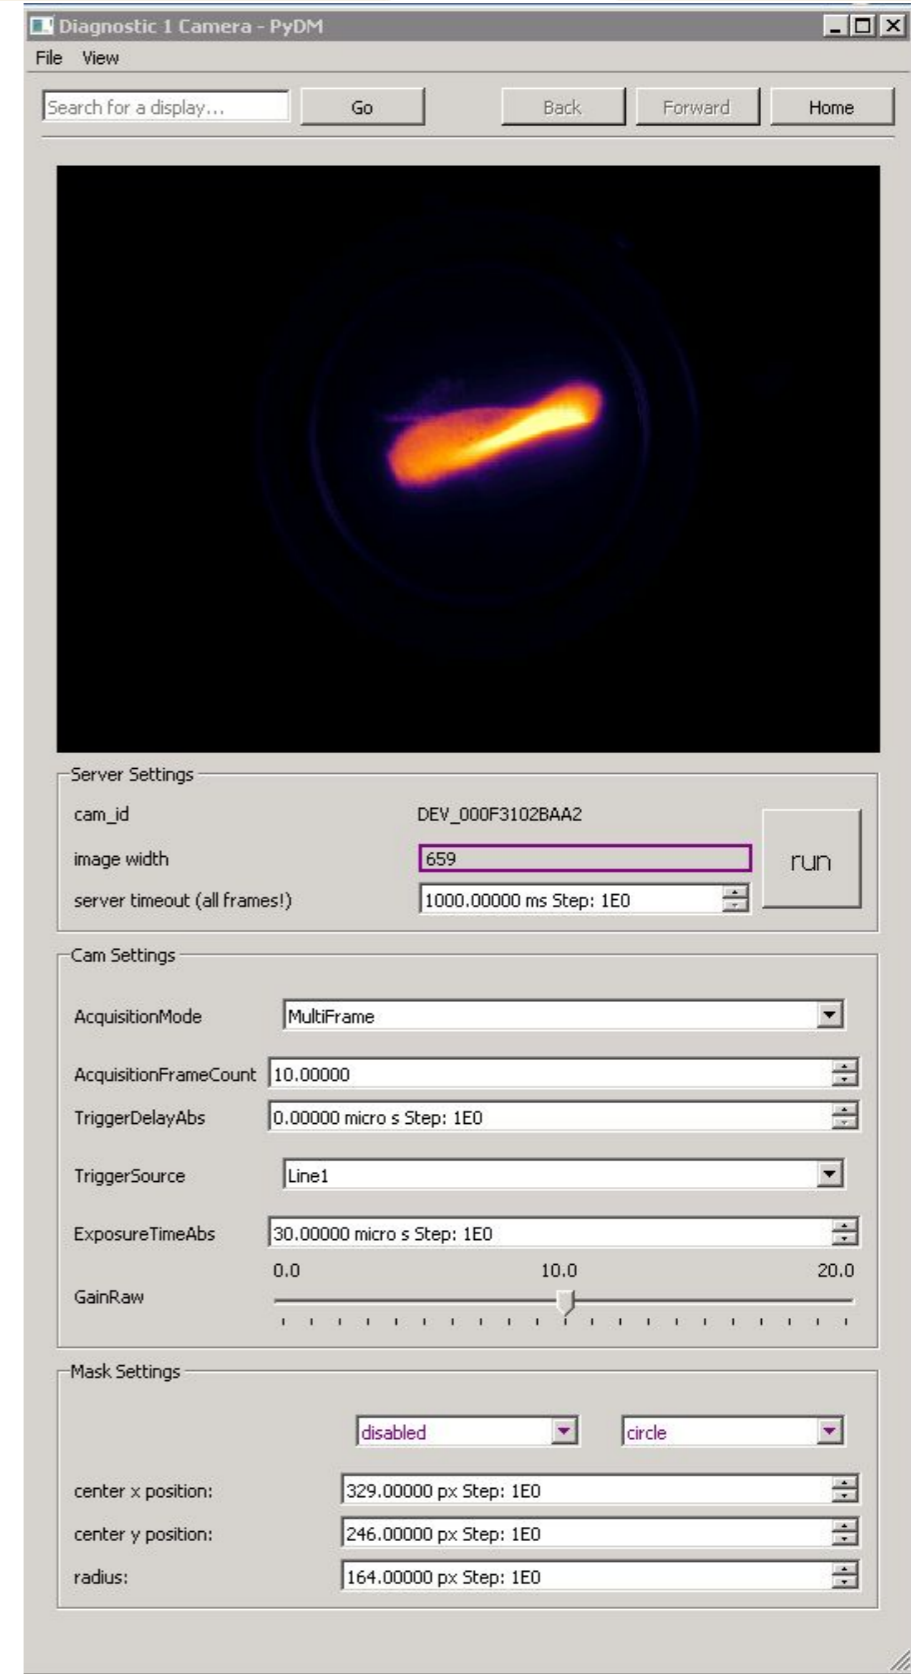 Diagnostic 1 Camera - PyDM
File View
Search for a display... Go Back Forward Home
Server Settings
cam_id DEV_000F3102BAA2
image width 659
run
server timeout (all frames!) 1000.00000 ms Step: 1E0
Cam Settings
AcquisitionMode MultiFrame
AcquisitionFrameCount 10.00000
TriggerDelayAbs 0.00000 micro s Step: 1E0
TriggerSource Line1
ExposureTimeAbs 30.00000 micro s Step: 1E0
0.0 10.0 20.0
GainRaw
Mask Settings
disabled circle
center x position: 329.00000 px Step: 1E0
center y position: 246.00000 px Step: 1E0
radius: 164.00000 px Step: 1E0